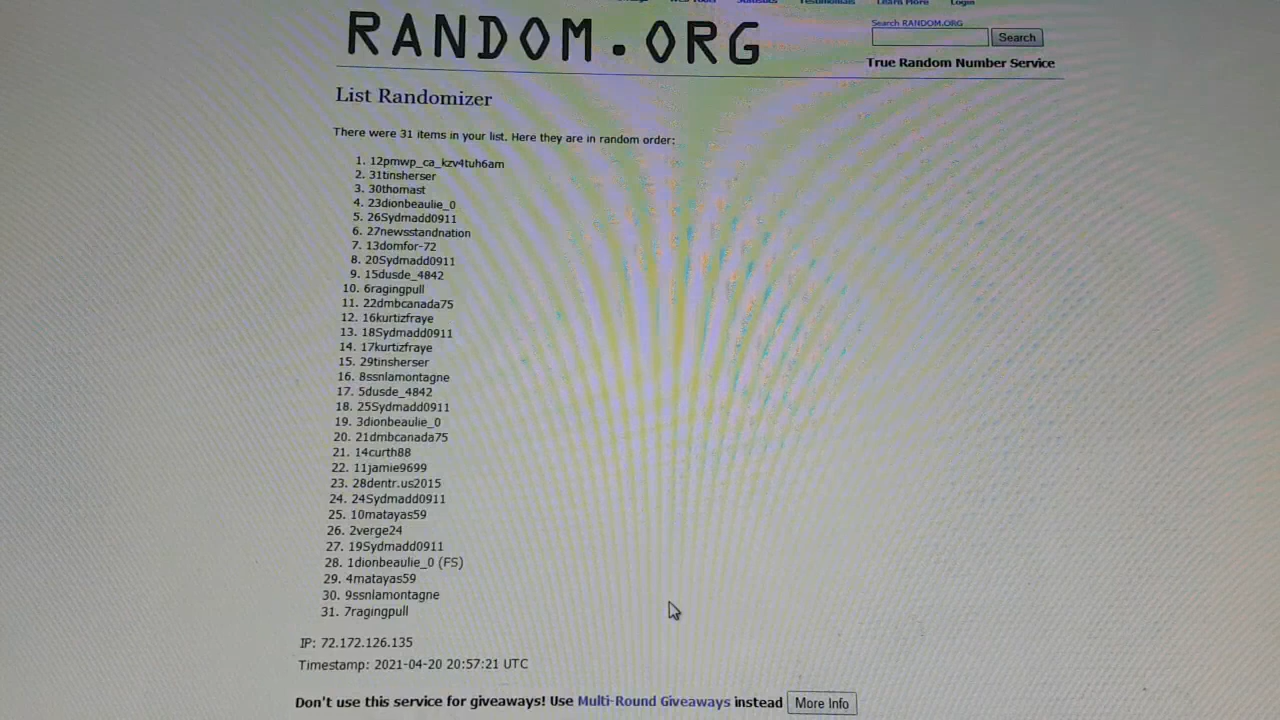 Statistics Testimonials Learn More Login
RANDOM.ORG
Search RANDOM.ORG
Search
True Random Number Service
List Randomizer
There were 31 items in your list. Here they are in random order:
1. 12pmwp_ca_kzv4tuh6am
2. 31tinsherser
3. 30thomast
4. 23dionbeaulie_0
5. 26Sydmadd0911
6. 27newsstandnation
7. 13domfor-72
8. 20Sydmadd0911
9. 15dusde_4842
10. 6ragingpull
11. 22dmbcanada75
12. 16kurtizfraye
13. 18Sydmadd0911
14. 17kurtizfraye
15. 29tinsherser
16. 8ssnlamontagne
17. 5dusde_4842
18. 25Sydmadd0911
19. 3dionbeaulie_0
20. 21dmbcanada75
21. 14curth88
22. 11jamie9699
23. 28dentr.us2015
24. 24Sydmadd0911
25. 10matayas59
26. 2verge24
27. 19Sydmadd0911
28. 1dionbeaulie_0 (FS)
29. 4matayas59
30. 9ssnlamontagne
31. 7ragingpull
IP: 72.172.126.135
Timestamp: 2021-04-20 20:57:21 UTC
Don't use this service for giveaways! Use Multi-Round Giveaways instead More Info